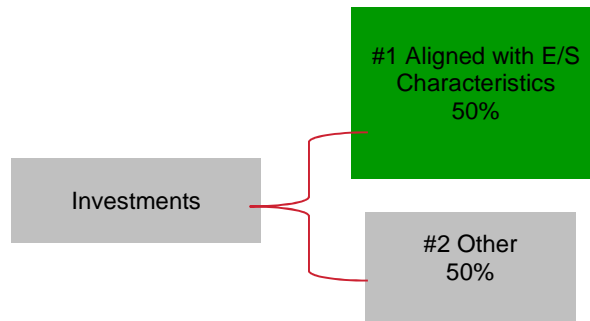 #1 Aligned with E/S
Characteristics
50%
Investments
#2 Other
50%